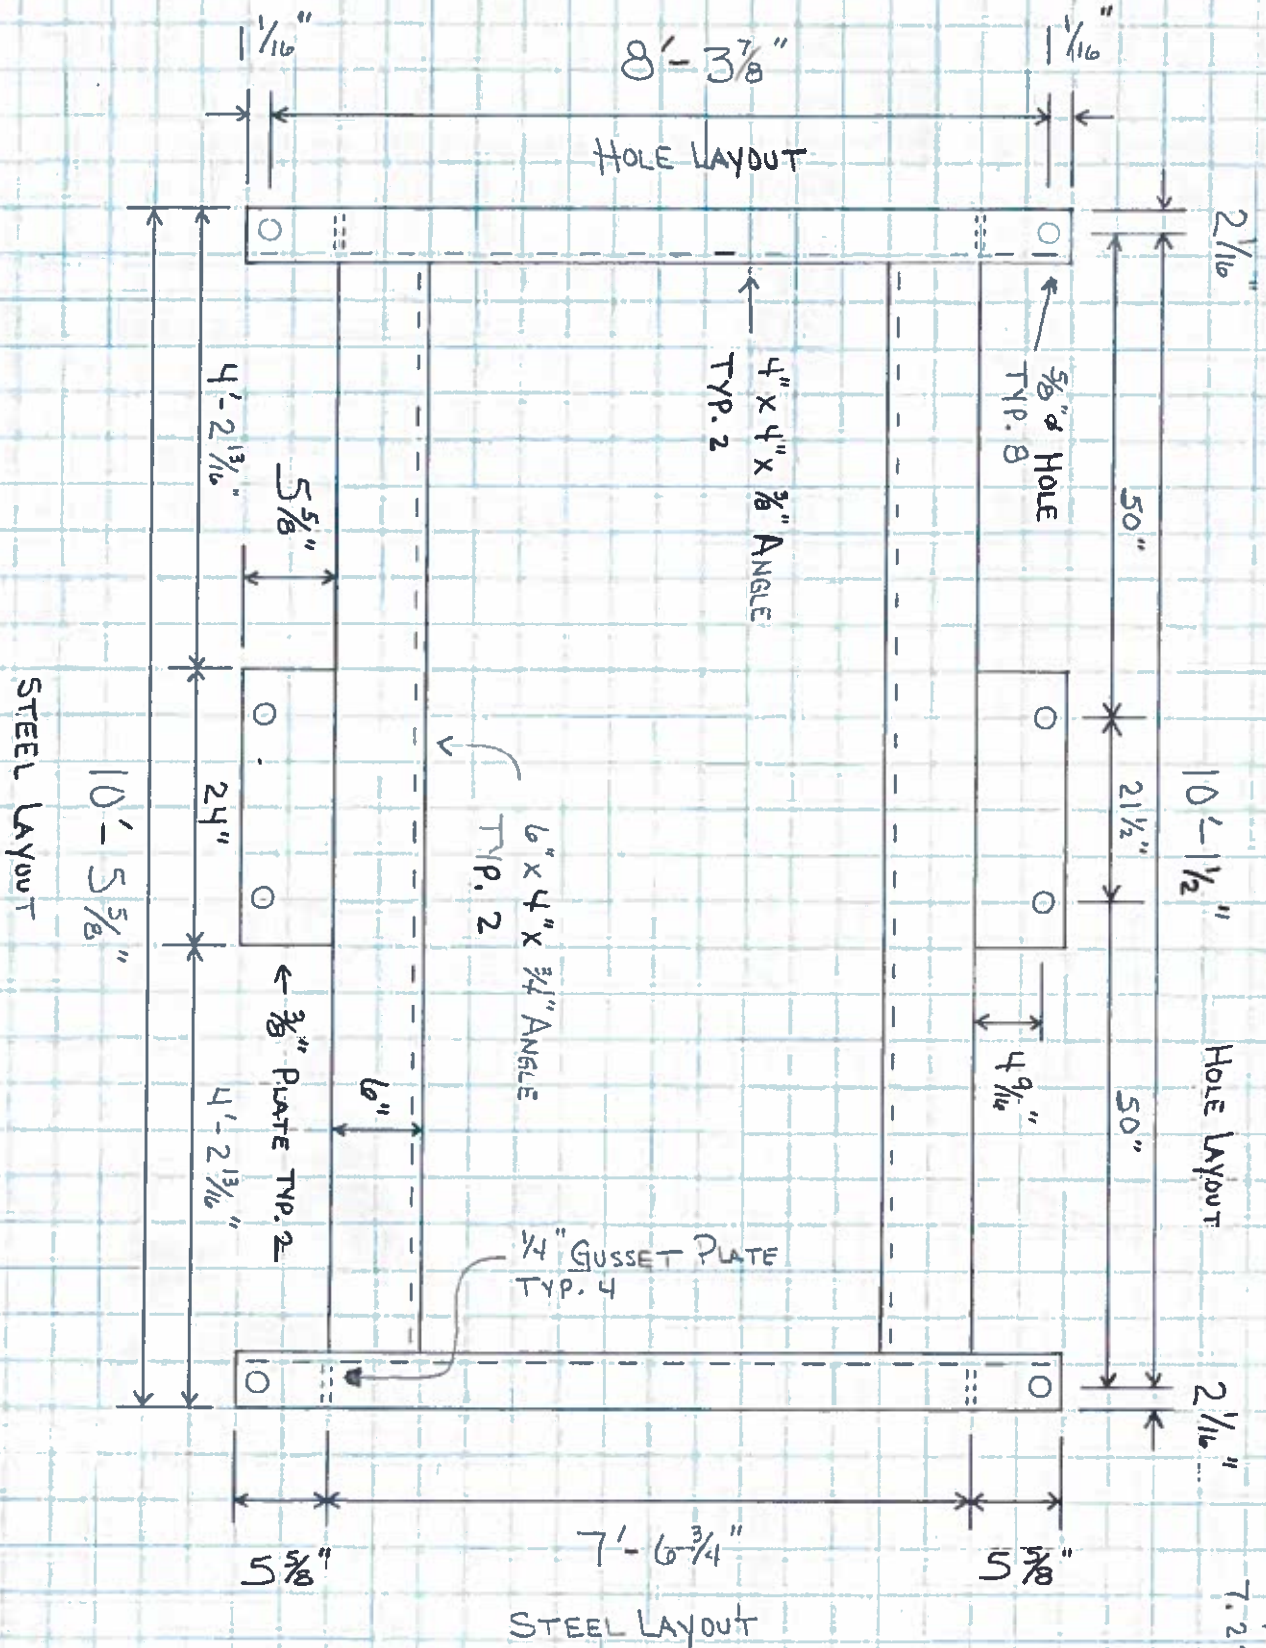 1 1/16"
8'-3 7/8"
1 1/16"
HOLE LAYOUT
2 1/16"
5/8" ø HOLE
TYP. 8
50"
4" x 4" x 3/8" ANGLE
TYP. 2
4'-2 13/16"
5 5/8"
10'-1 1/2"
21 1/2"
HOLE LAYOUT
6" x 4" x 3/4" ANGLE
TYP. 2
24"
10'-5 5/8"
STEEL LAYOUT
4 9/16"
50"
6"
← 3/8" PLATE TYP. 2
4'-2 13/16"
1/4" GUSSET PLATE
TYP. 4
2 1/16"
5 5/8"
7'-6 3/4"
5 5/8"
STEEL LAYOUT